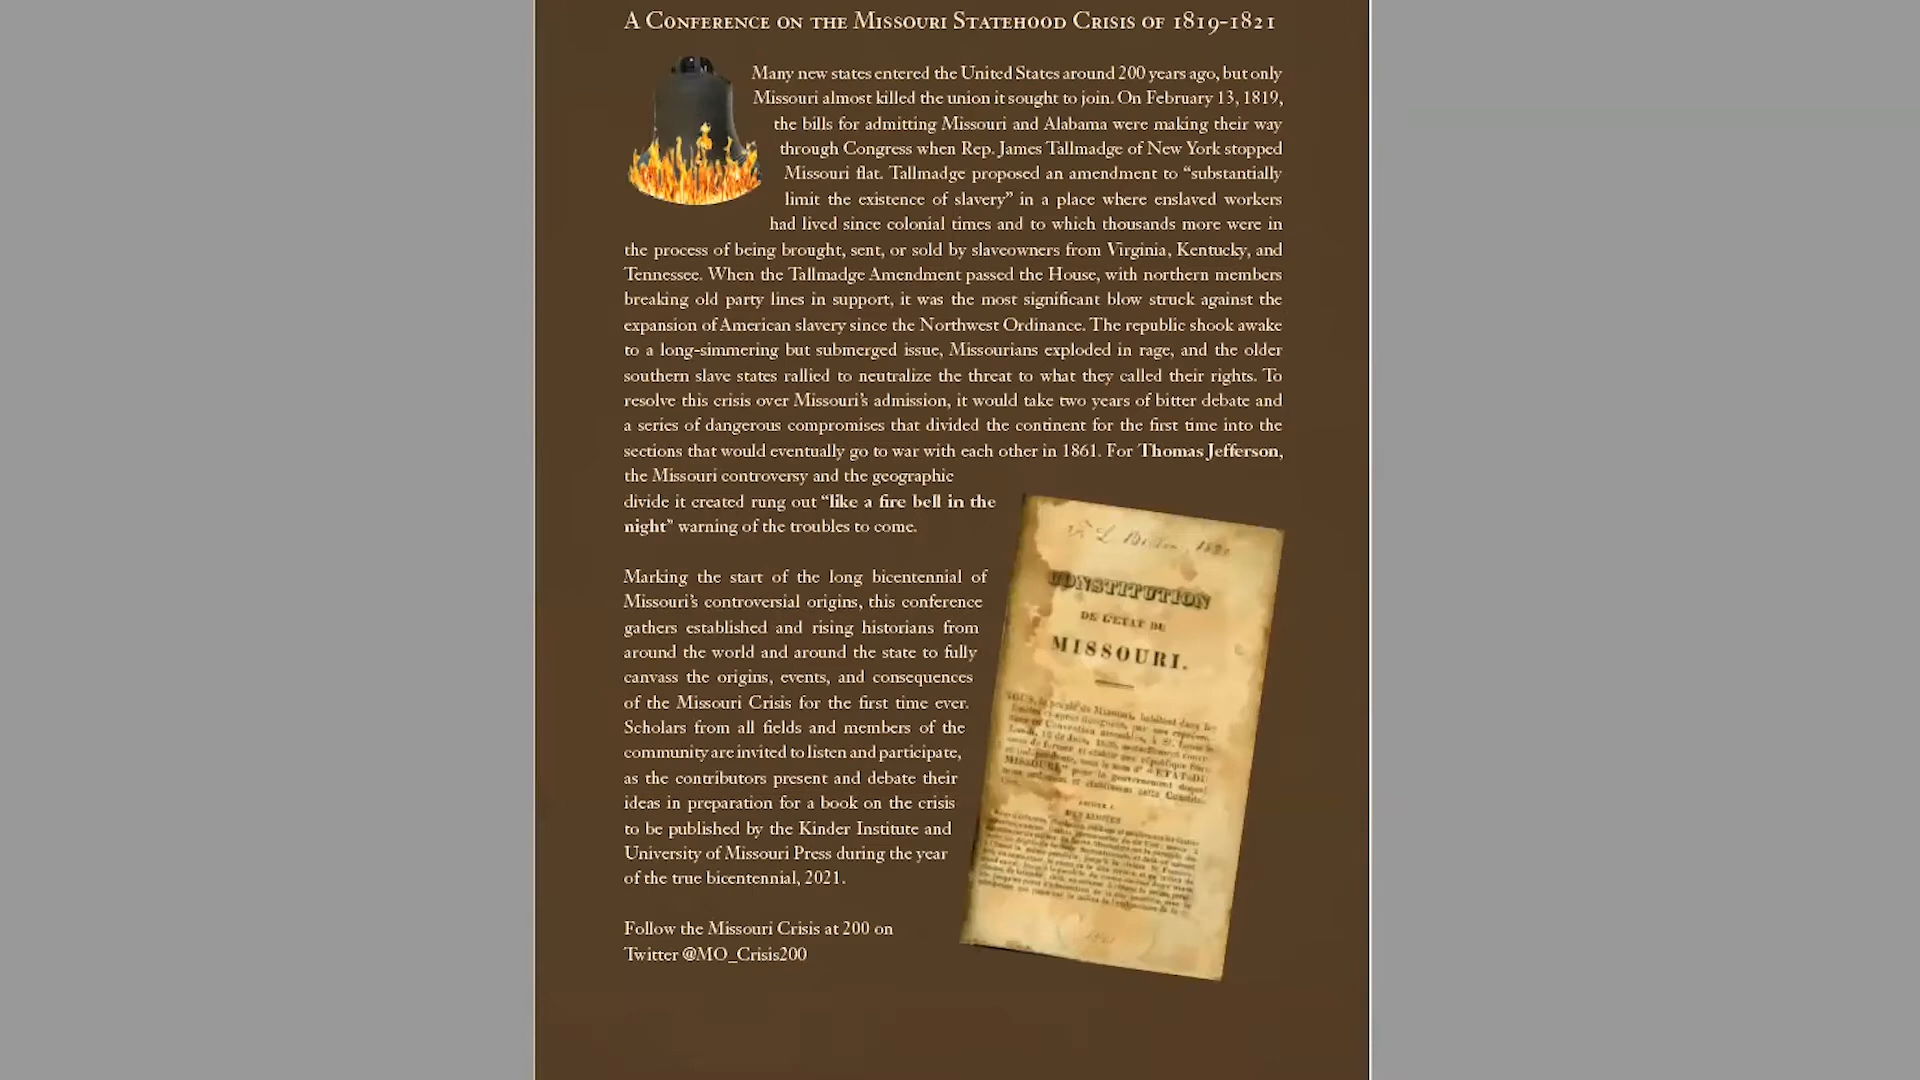 A Conference on the Missouri Statehood Crisis of 1819-1821
Many new states entered the United States around 200 years ago, but only
Missouri almost killed the union it sought to join. On February 13, 1819,
the bills for admitting Missouri and Alabama were making their way
through Congress when Rep. James Tallmadge of New York stopped
Missouri flat. Tallmadge proposed an amendment to “substantially
limit the existence of slavery” in a place where enslaved workers
had lived since colonial times and to which thousands more were in
the process of being brought, sent, or sold by slaveowners from Virginia, Kentucky, and
Tennessee. When the Tallmadge Amendment passed the House, with northern members
breaking old party lines in support, it was the most significant blow struck against the
expansion of American slavery since the Northwest Ordinance. The republic shook awake
to a long-simmering but submerged issue, Missourians exploded in rage, and the older
southern slave states rallied to neutralize the threat to what they called their rights. To
resolve this crisis over Missouri’s admission, it would take two years of bitter debate and
a series of dangerous compromises that divided the continent for the first time into the
sections that would eventually go to war with each other in 1861. For Thomas Jefferson,
the Missouri controversy and the geographic
divide it created rung out “like a fire bell in the
night” warning of the troubles to come.
Marking the start of the long bicentennial of
Missouri’s controversial origins, this conference
gathers established and rising historians from
around the world and around the state to fully
canvass the origins, events, and consequences
of the Missouri Crisis for the first time ever.
Scholars from all fields and members of the
community are invited to listen and participate,
as the contributors present and debate their
ideas in preparation for a book on the crisis
to be published by the Kinder Institute and
University of Missouri Press during the year
of the true bicentennial, 2021.
Follow the Missouri Crisis at 200 on
Twitter @MO_Crisis200
CONSTITUTION
DE L'ETAT DU
MISSOURI.